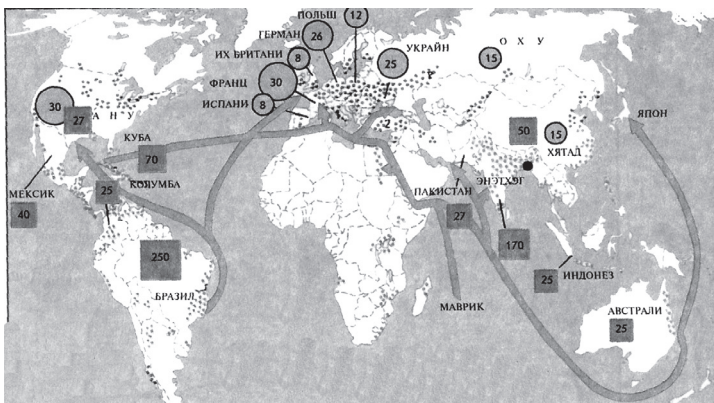 ПОЛЬШ
12
ГЕРМАН
26
ИХ БРИТАНИ
8
УКРАЙН
25
О Х У
15
ФРАНЦ
30
ИСПАНИ
8
30
27
А Н У
КУБА
70
50
15
ХЯТАД
ЯПОН
МЕКСИК
40
25
КОЛУМБА
ПАКИСТАН
27
ЭНЭТХЭГ
170
250
БРАЗИЛ
МАВРИК
25
ИНДОНЕЗ
АВСТРАЛИ
25